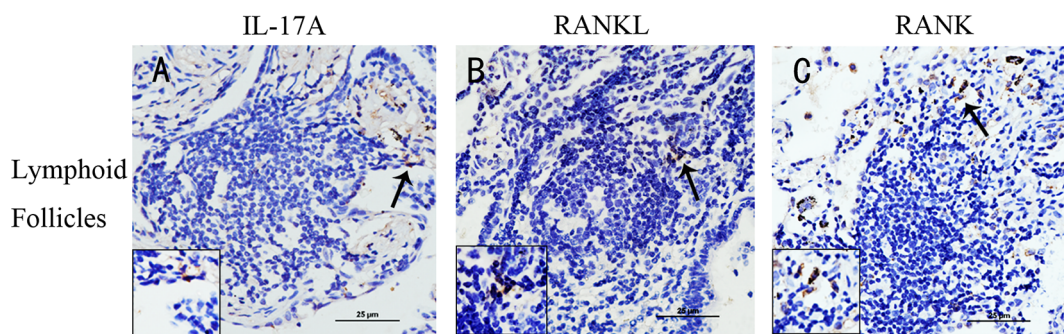 IL-17A
RANKL
RANK
A
B
C
Lymphoid
Follicles
25 μm
25 μm
25 μm